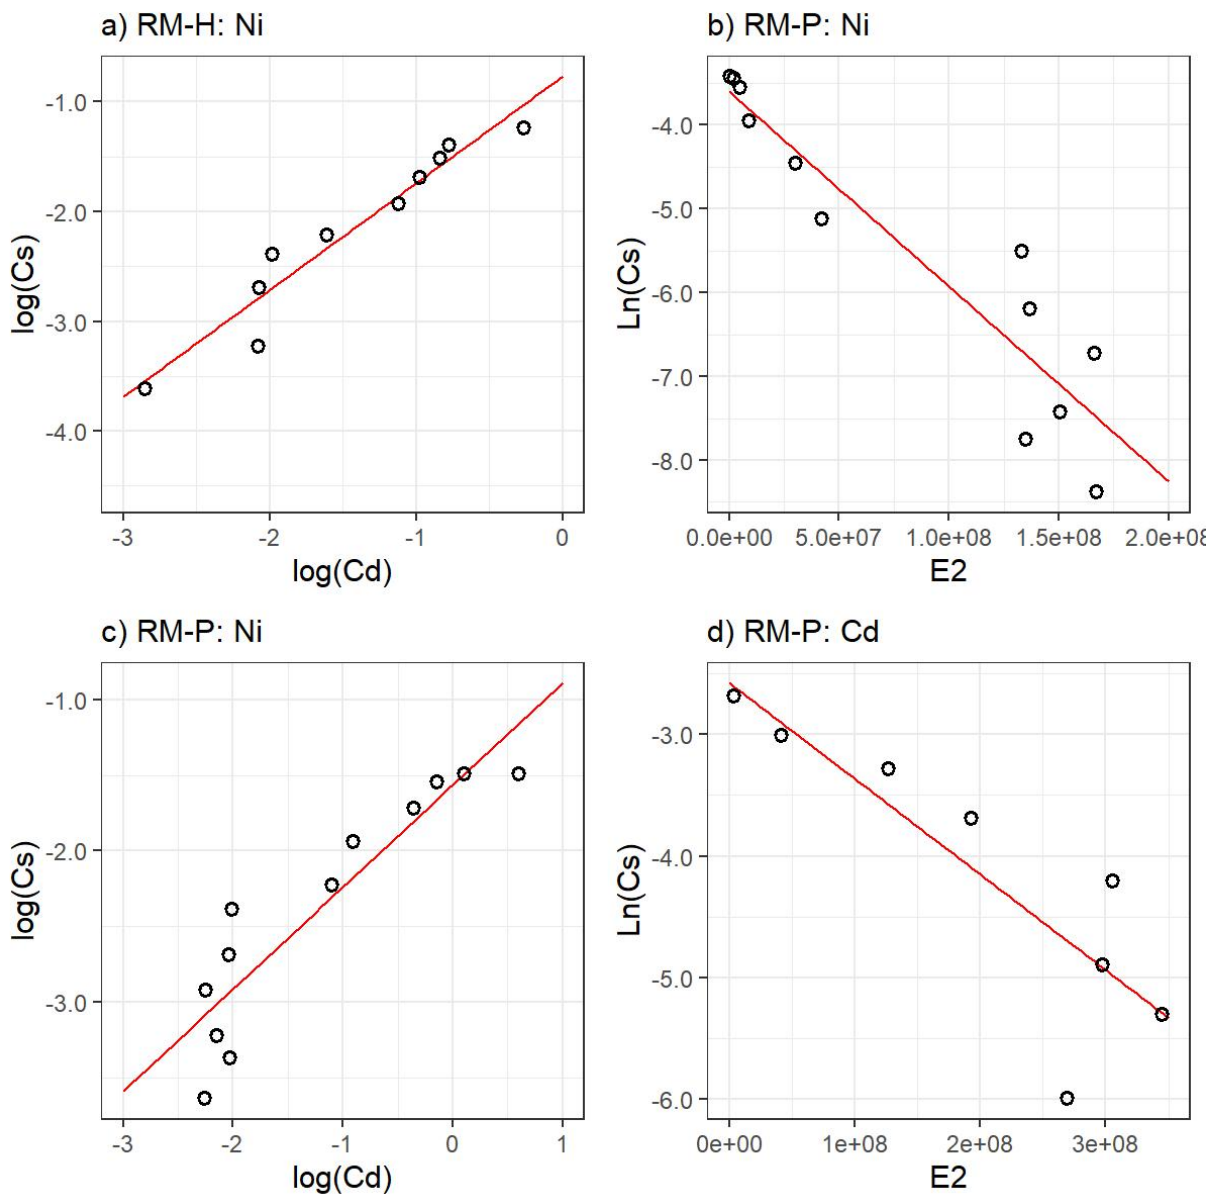 a) RM-H: Ni
log(Cs)
-1.0
-2.0
-3.0
-4.0
-3 -2 -1 0
log(Cd)
b) RM-P: Ni
Ln(Cs)
-4.0
-5.0
-6.0
-7.0
-8.0
0.0e+00 5.0e+07 1.0e+08 1.5e+08 2.0e+08
E2
c) RM-P: Ni
log(Cs)
-1.0
-2.0
-3.0
-3 -2 -1 0 1
log(Cd)
d) RM-P: Cd
Ln(Cs)
-3.0
-4.0
-5.0
-6.0
0e+00 1e+08 2e+08 3e+08
E2